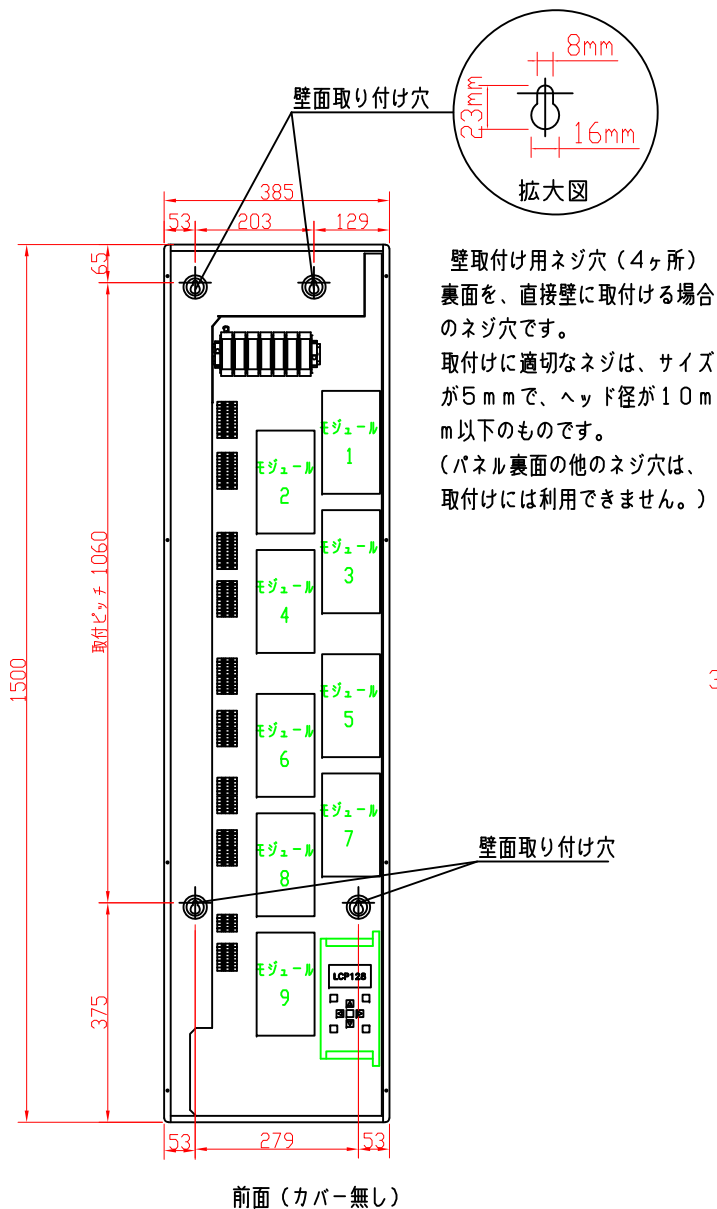 8mm
23mm
16mm
拡大図
壁面取り付け穴
385
53
203
129
65
壁取付け用ネジ穴(4ヶ所)
裏面を、直接壁に取付ける場合
のネジ穴です。
取付けに適切なネジは、サイズ
が5mmで、ヘッド径が10m
m以下のものです。
(パネル裏面の他のネジ穴は、
取付けには利用できません。)
モジュール
1
モジュール
2
モジュール
3
モジュール
4
モジュール
5
モジュール
6
モジュール
7
モジュール
8
モジュール
9
取付ピッチ 1060
1500
3
壁面取り付け穴
LCP128
375
53
279
53
前面(カバー無し)